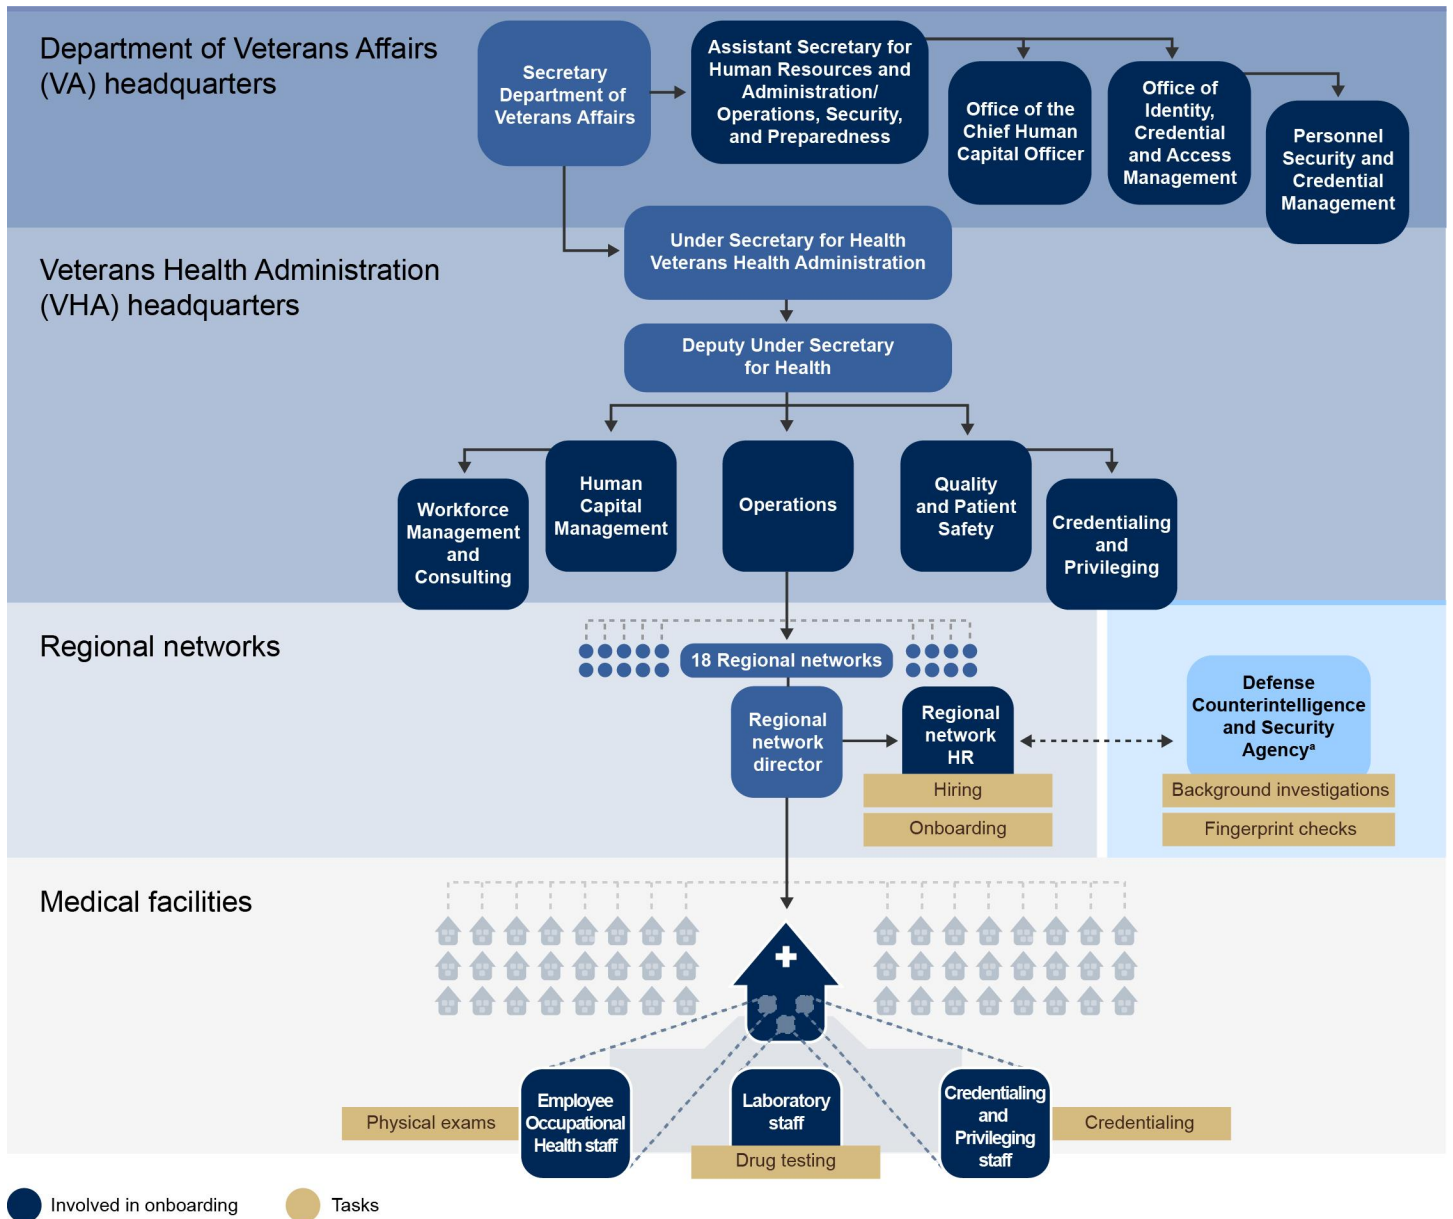 Department of Veterans Affairs
(VA) headquarters
Secretary
Department of
Veterans Affairs
Assistant Secretary for
Human Resources and
Administration/
Operations, Security,
and Preparedness
Office of the
Chief Human
Capital Officer
Office of
Identity,
Credential
and Access
Management
Personnel
Security and
Credential
Management
Veterans Health Administration
(VHA) headquarters
Under Secretary for Health
Veterans Health Administration
Deputy Under Secretary
for Health
Workforce
Management
and
Consulting
Human
Capital
Management
Operations
Quality
and Patient
Safety
Credentialing
and
Privileging
Regional networks
18 Regional networks
Regional
network
director
Regional
network
HR
Hiring
Onboarding
Defense
Counterintelligence
and Security
Agencyᵃ
Background investigations
Fingerprint checks
Medical facilities
Physical exams
Employee
Occupational
Health staff
Laboratory
staff
Drug testing
Credentialing
and
Privileging
staff
Credentialing
Involved in onboarding
Tasks